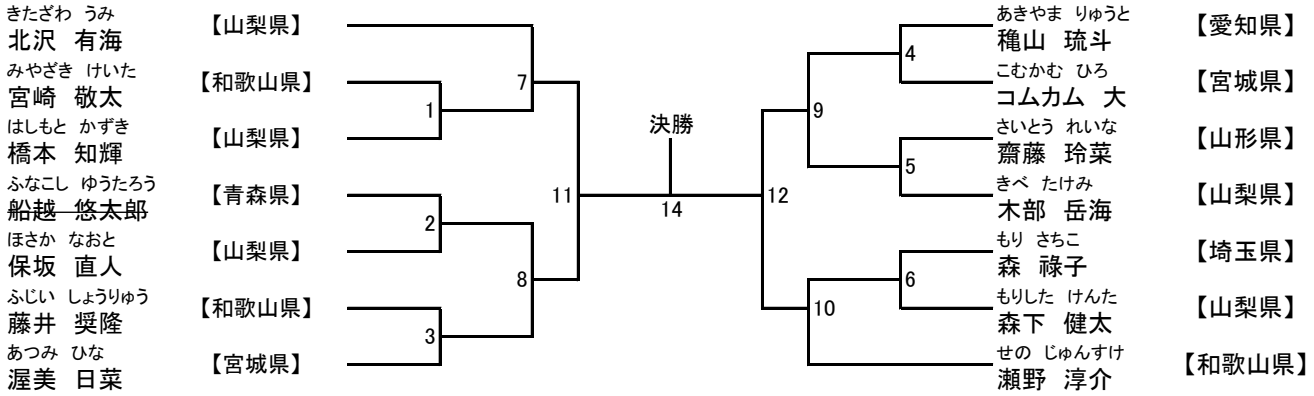 きたざわ うみ
北沢 有海 【山梨県】
みやざき けいた
宮崎 敬太 【和歌山県】
はしもと かずき
橋本 知輝 【山梨県】
ふなこし ゆうたろう
船越 悠太郎 【青森県】
ほさか なおと
保坂 直人 【山梨県】
ふじい しょうりゅう
藤井 奨隆 【和歌山県】
あつみ ひな
渥美 日菜 【宮城県】
1
2
3
7
8
11
決勝
14
12
9
10
4
5
6
あきやま りゅうと
穐山 琉斗 【愛知県】
こむかむ ひろ
コムカム 大 【宮城県】
さいとう れいな
齋藤 玲菜 【山形県】
きべ たけみ
木部 岳海 【山梨県】
もり さちこ
森 祿子 【埼玉県】
もりした けんた
森下 健太 【山梨県】
せの じゅんすけ
瀬野 淳介 【和歌山県】